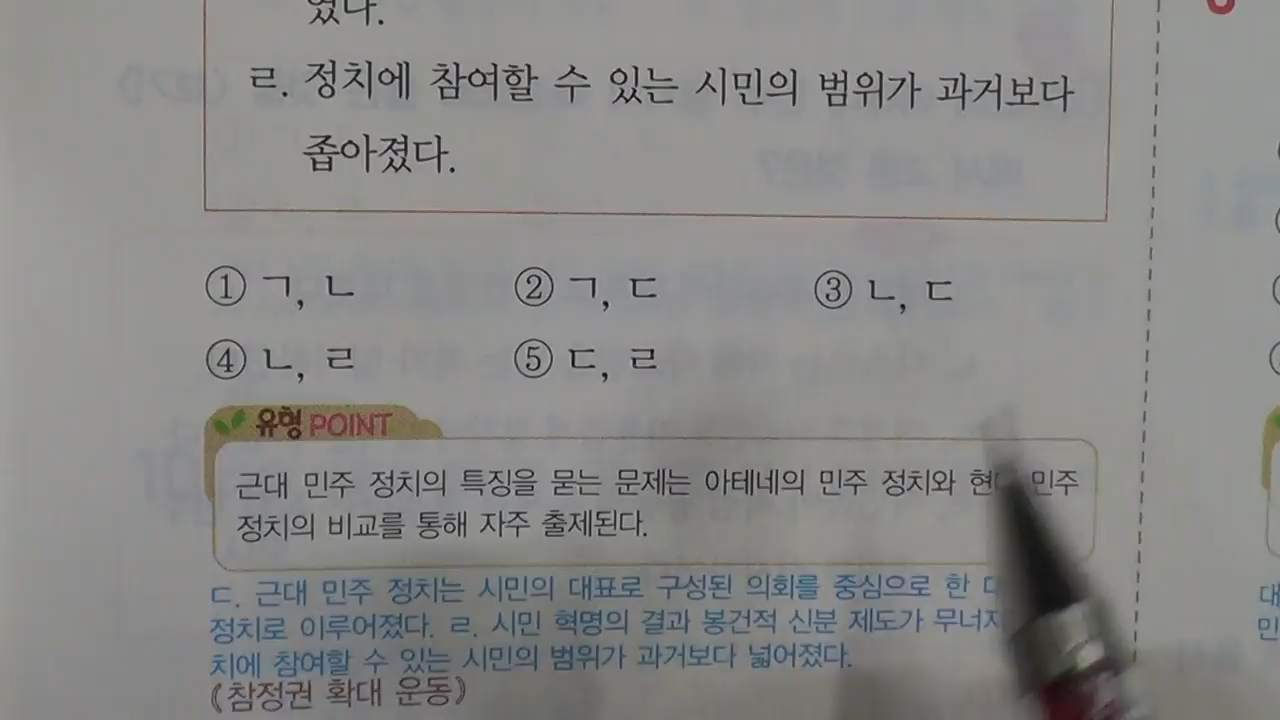 였다.
ㄹ. 정치에 참여할 수 있는 시민의 범위가 과거보다
좁아졌다.
① ㄱ, ㄴ ② ㄱ, ㄷ ③ ㄴ, ㄷ
④ ㄴ, ㄹ ⑤ ㄷ, ㄹ
유형 POINT
근대 민주 정치의 특징을 묻는 문제는 아테네의 민주 정치와 현대 민주
정치의 비교를 통해 자주 출제된다.
ㄷ. 근대 민주 정치는 시민의 대표로 구성된 의회를 중심으로 한
정치로 이루어졌다. ㄹ. 시민 혁명의 결과 봉건적 신분 제도가
치에 참여할 수 있는 시민의 범위가 과거보다 넓어졌다.
《참정권 확대 운동》